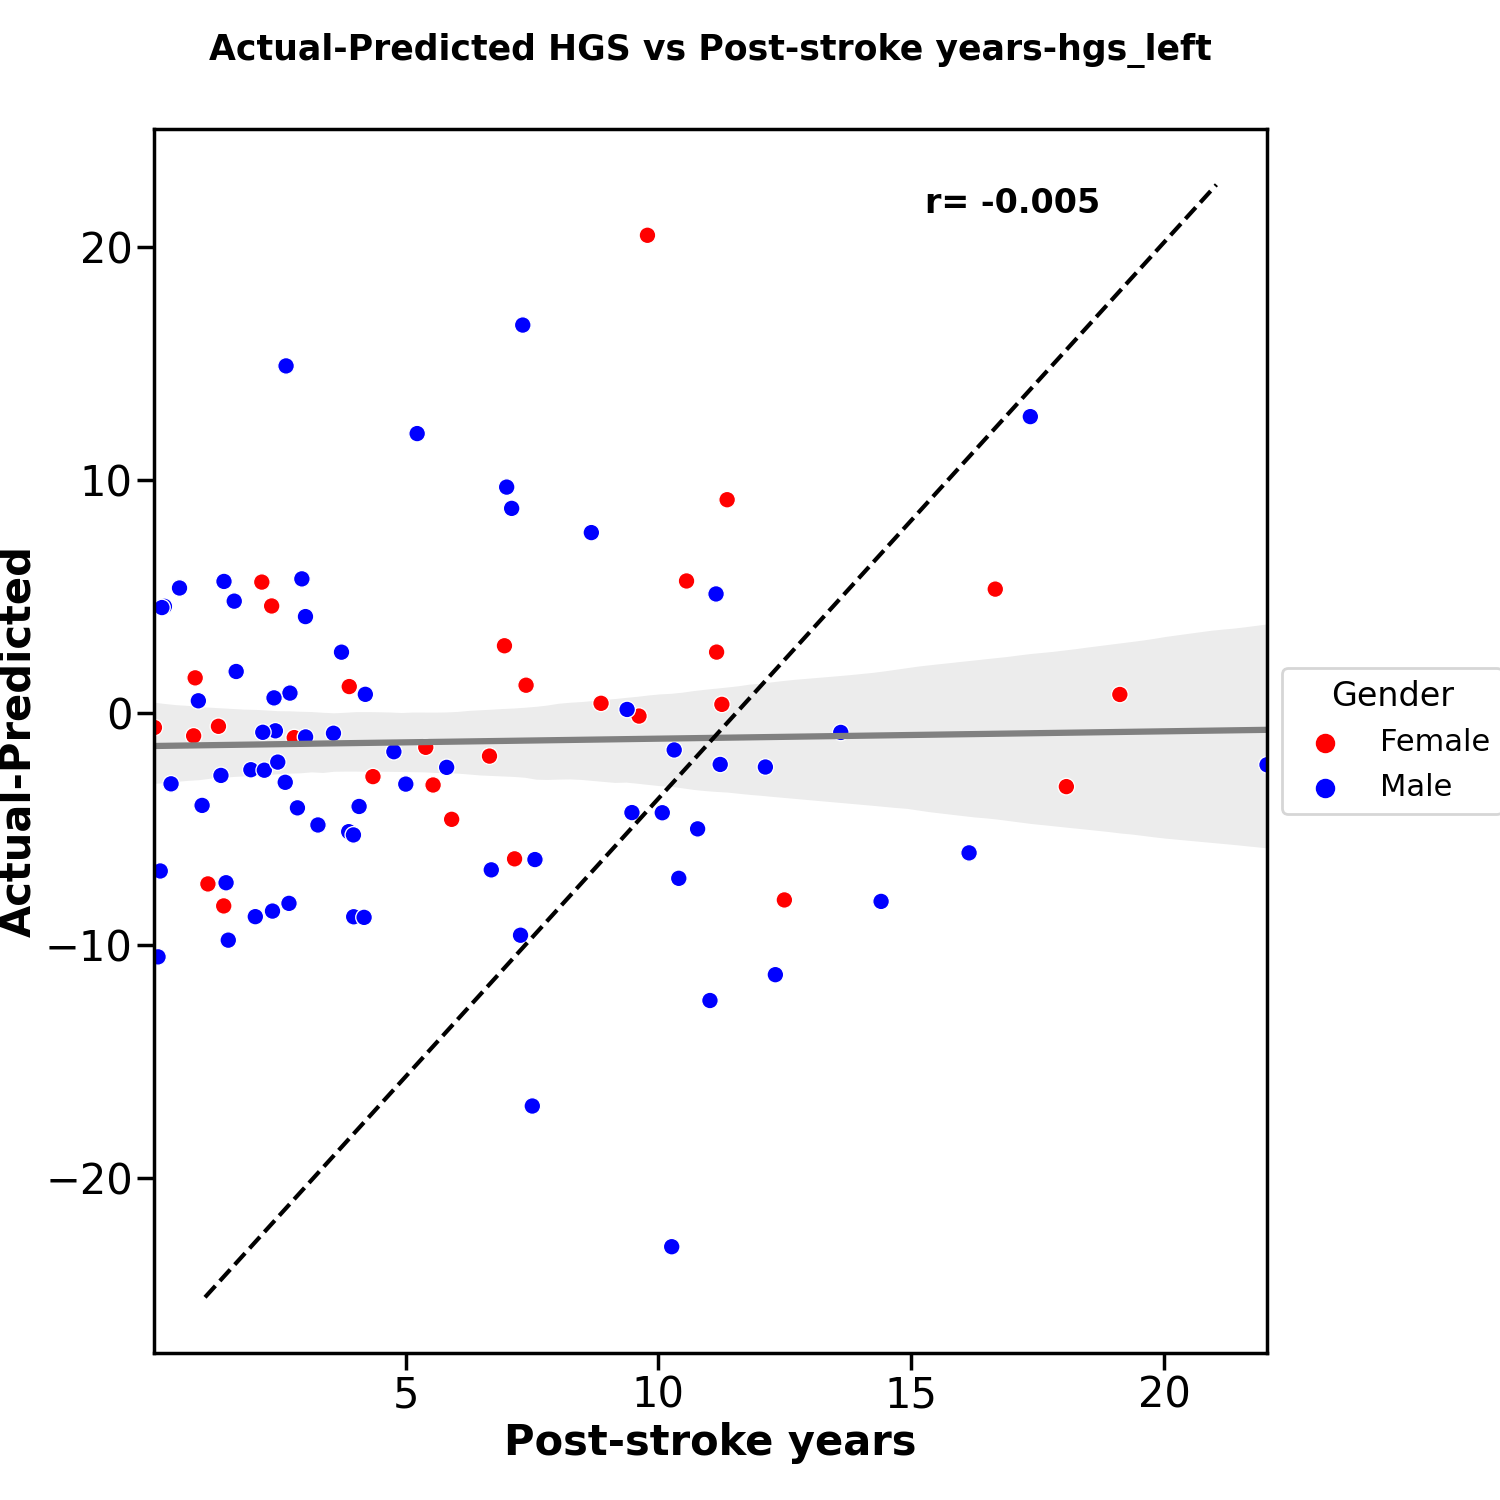 Actual-Predicted HGS vs Post-stroke years-hgs_left
r= -0.005
20
10
0
−10
−20
Actual-Predicted
5
10
15
20
Post-stroke years
Gender
Female
Male